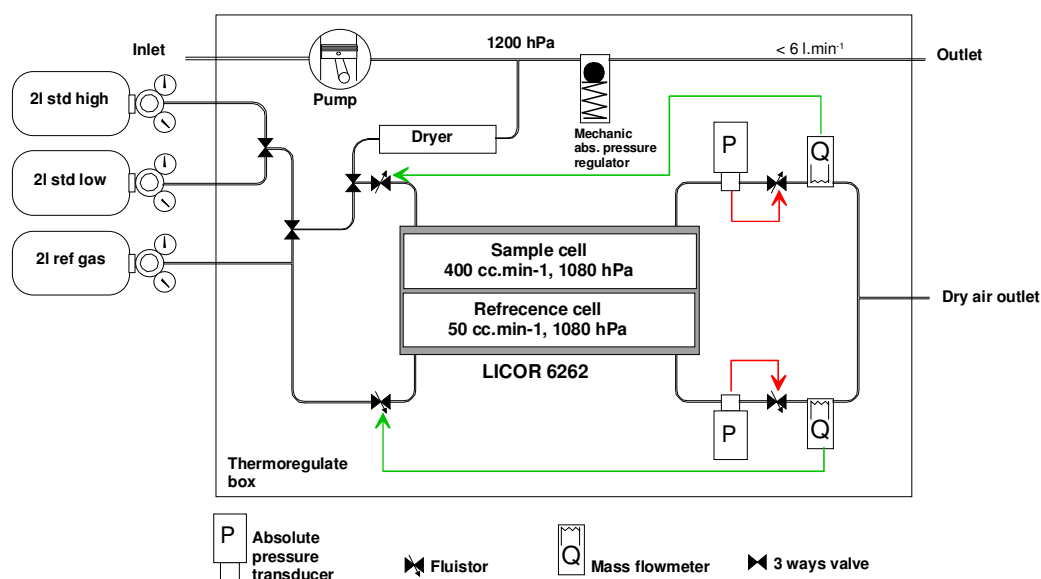 Inlet
1200 hPa
< 6 l.min⁻¹
Outlet
2l std high
Pump
Mechanic
abs. pressure
regulator
Dryer
P
Q
2l std low
2l ref gas
Sample cell
400 cc.min-1, 1080 hPa
Refrecence cell
50 cc.min-1, 1080 hPa
Dry air outlet
LICOR 6262
P
Q
Thermoregulate
box
P
Absolute
pressure
transducer
Fluistor
Q
Mass flowmeter
3 ways valve